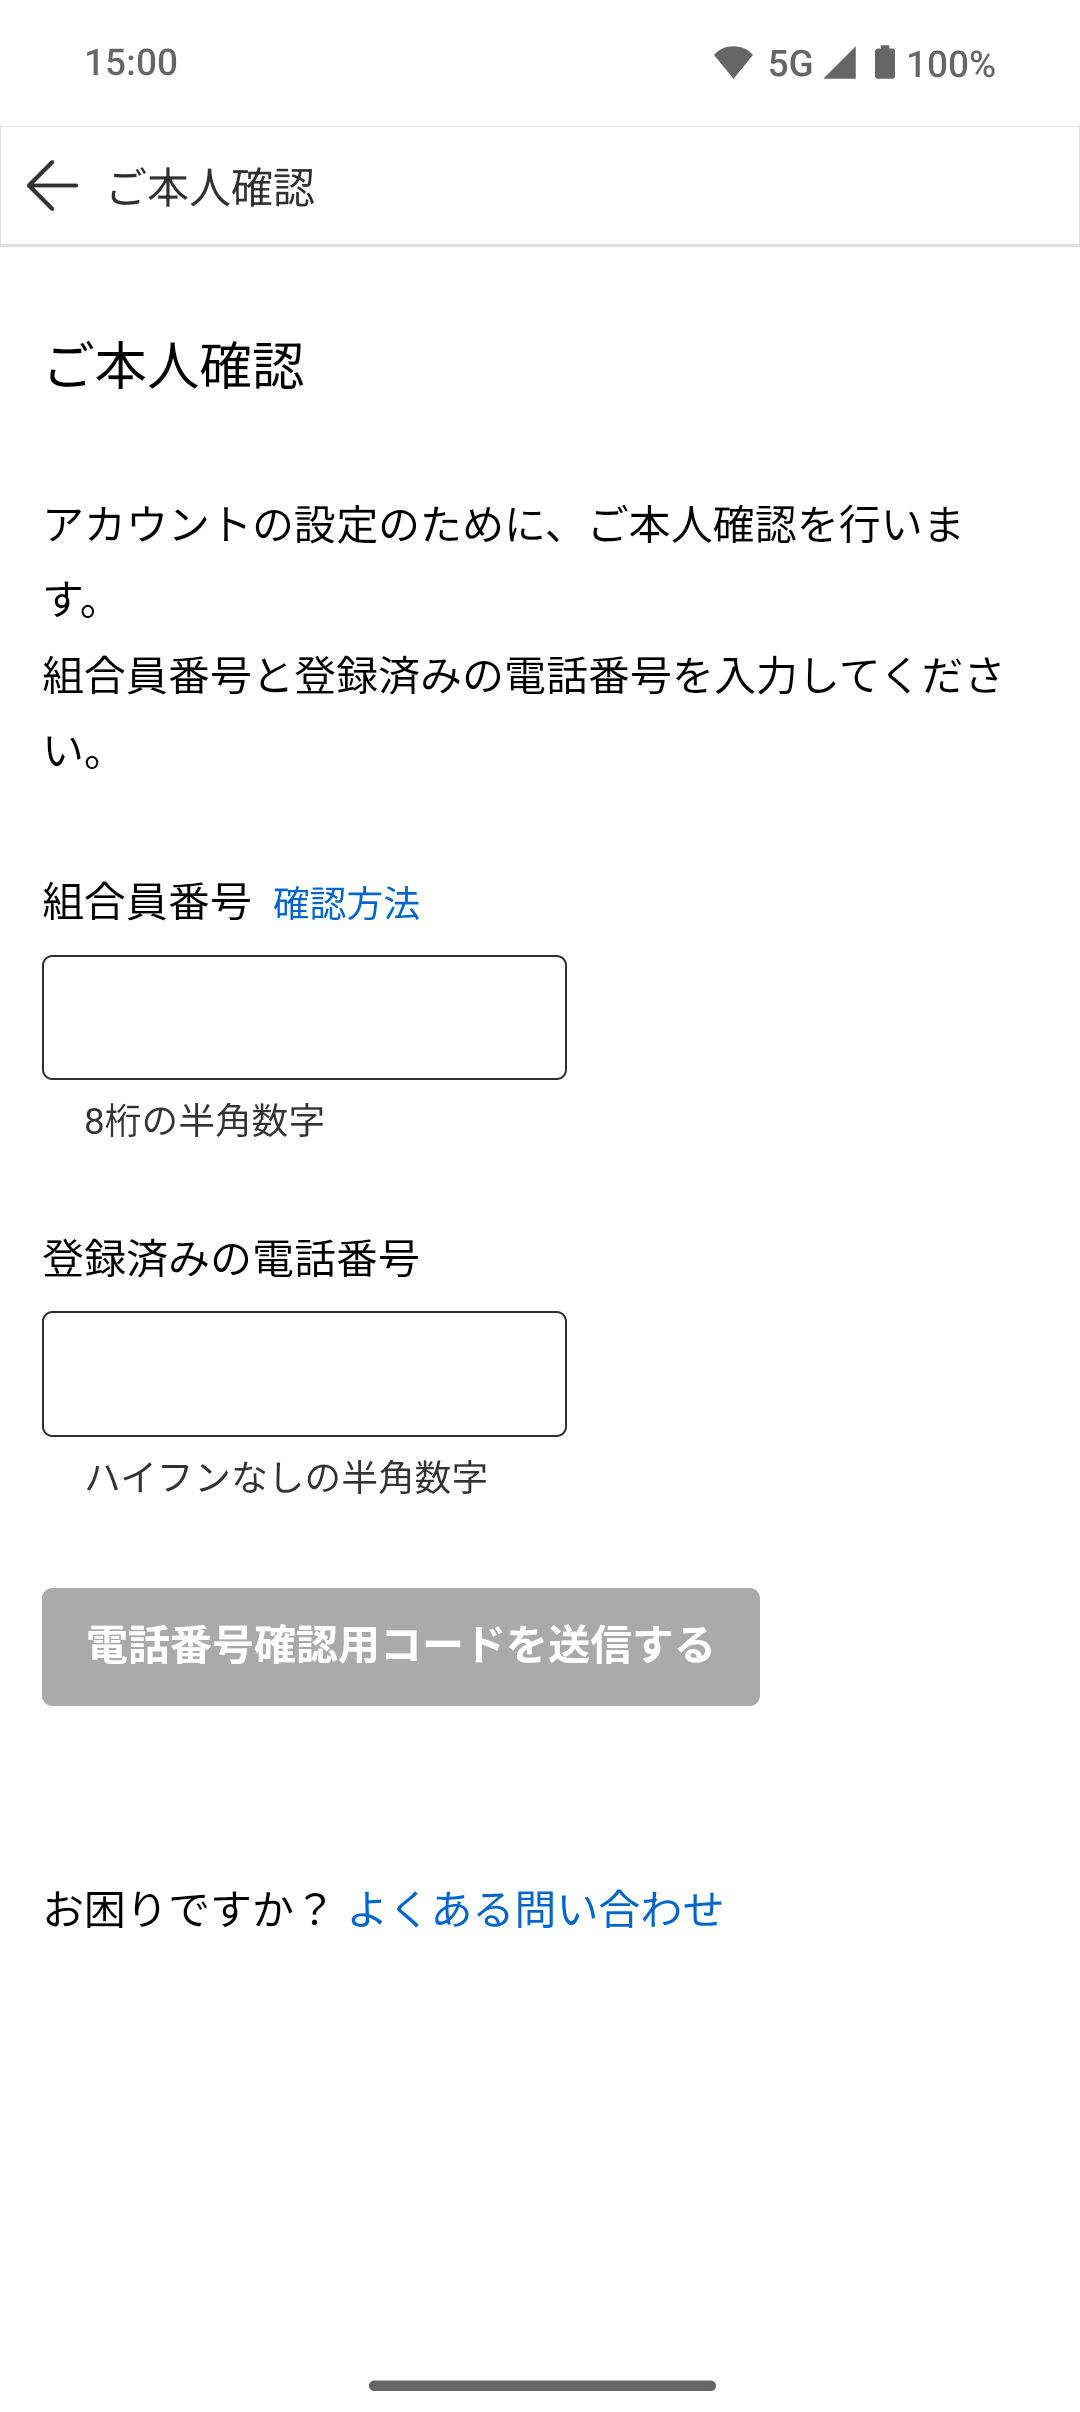 15:00 5G 100%
ご本人確認
ご本人確認
アカウントの設定のために、ご本人確認を行いま
す。
組合員番号と登録済みの電話番号を入力してくださ
い。
組合員番号 確認方法
8桁の半角数字
登録済みの電話番号
ハイフンなしの半角数字
電話番号確認用コードを送信する
お困りですか？ よくある問い合わせ